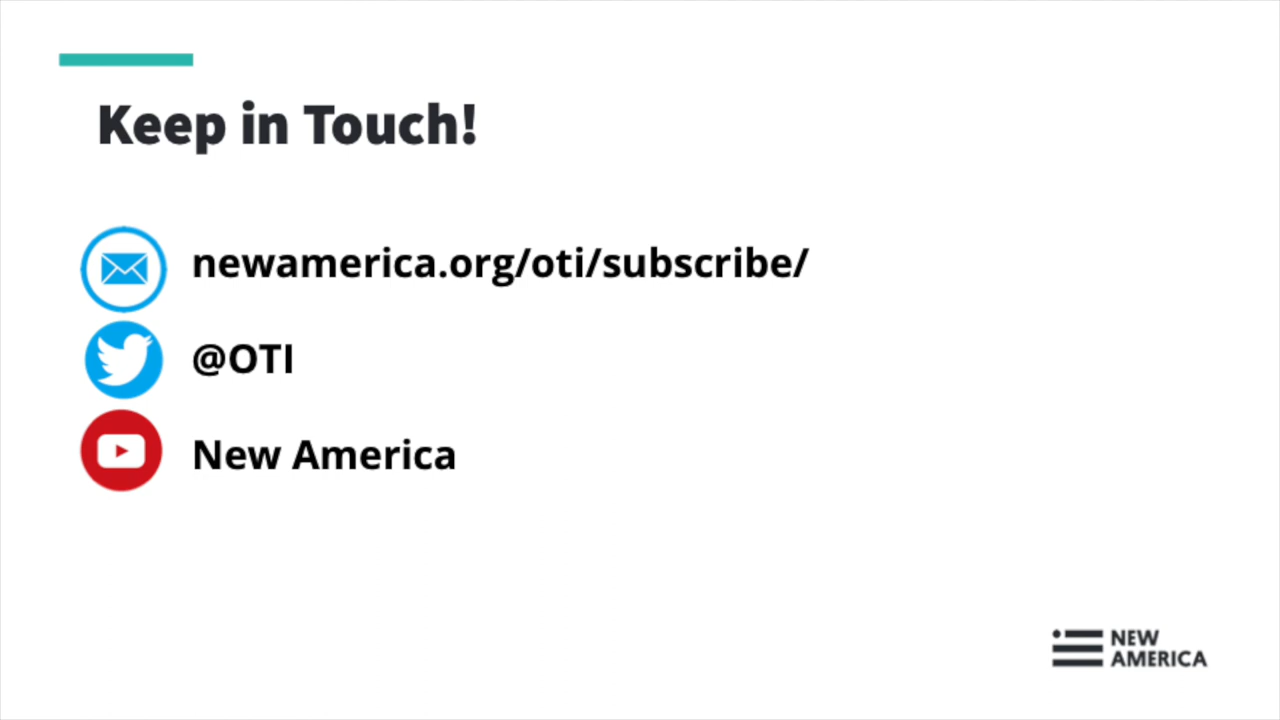 Keep in Touch!
newamerica.org/oti/subscribe/
@OTI
New America
NEW
AMERICA